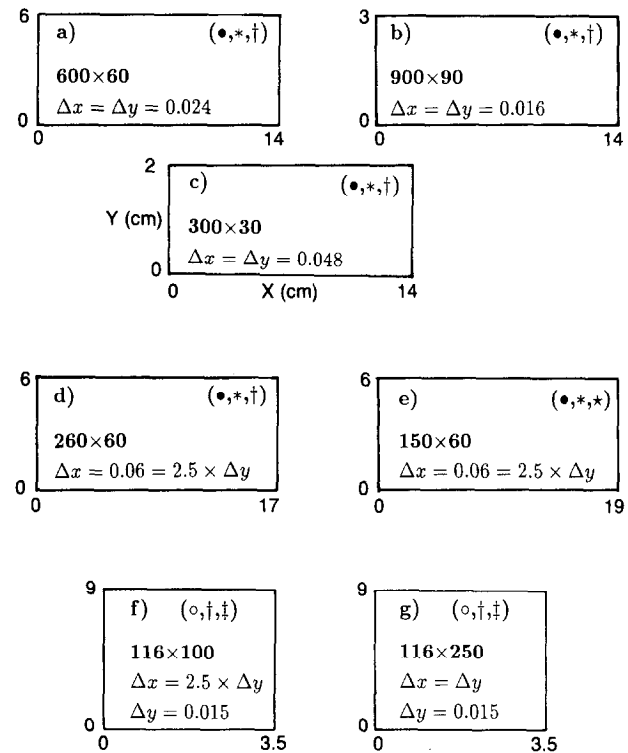 6 a) (●,*,†)
600×60
Δx = Δy = 0.024
0
0 14
3 b) (●,*,†)
900×90
Δx = Δy = 0.016
0
0 14
2 c) (●,*,†)
Y (cm) 300×30
Δx = Δy = 0.048
0
0 X (cm) 14
6 d) (●,*,†)
260×60
Δx = 0.06 = 2.5 × Δy
0
0 17
6 e) (●,*,⋆)
150×60
Δx = 0.06 = 2.5 × Δy
0
0 19
9 f) (○,†,‡)
116×100
Δx = 2.5 × Δy
Δy = 0.015
0
0 3.5
9 g) (○,†,‡)
116×250
Δx = Δy
Δy = 0.015
0
0 3.5